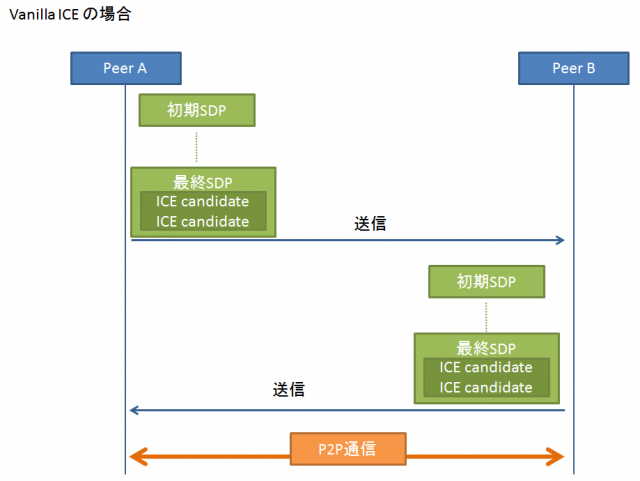 Vanilla ICE の場合
Peer A
Peer B
初期SDP
最終SDP
ICE candidate
ICE candidate
送信
初期SDP
最終SDP
ICE candidate
ICE candidate
送信
P2P通信